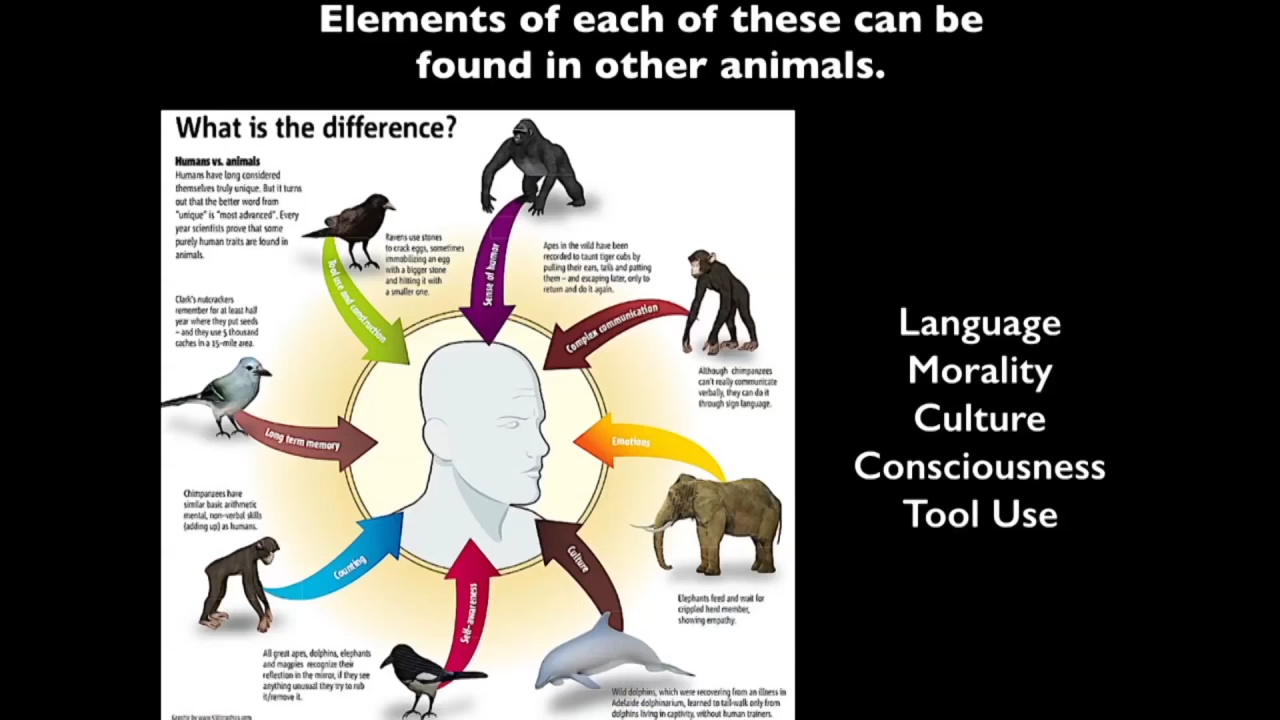 Elements of each of these can be
found in other animals.
What is the difference?
Humans vs. animals
Humans have long considered
themselves truly unique. But it turns
out that the better word from
"unique" is "most advanced". Every
year scientists prove that some
purely human traits are found in
animals.
Ravens use stones
to crack eggs, sometimes
immobilizing an egg
with a bigger stone
and hitting it with
a smaller one.
Tool use and construction
Sense of humor
Apes in the wild have been
recorded to taunt tiger cubs by
pulling their ears, tails and patting
them – and escaping later, only to
return and do it again.
Complex communication
Although chimpanzees
can't really communicate
verbally, they can do it
through sign language.
Clark's nutcrackers
remember for at least half
year where they put seeds
– and they use 5 thousand
caches in a 15-mile area.
Long term memory
Emotions
Elephants feed and wait for
crippled herd member,
showing empathy.
Chimpanzees have
similar basic arithmetic
mental, non-verbal skills
(adding up) as humans.
Counting
Self-awareness
All great apes, dolphins, elephants
and magpies recognize their
reflection in the mirror, if they see
anything unusual they try to rub
it/remove it.
Culture
Wild dolphins, which were recovering from an illness in
Adelaide dolphinarium, learned to tail-walk only from
dolphins living in captivity, without human trainers.
Language
Morality
Culture
Consciousness
Tool Use